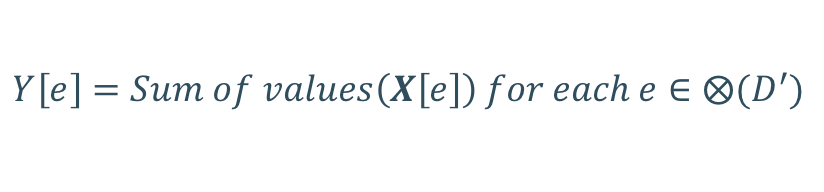 Y[e] = Sum of values(X[e]) for each e ∈ ⊗(D′)